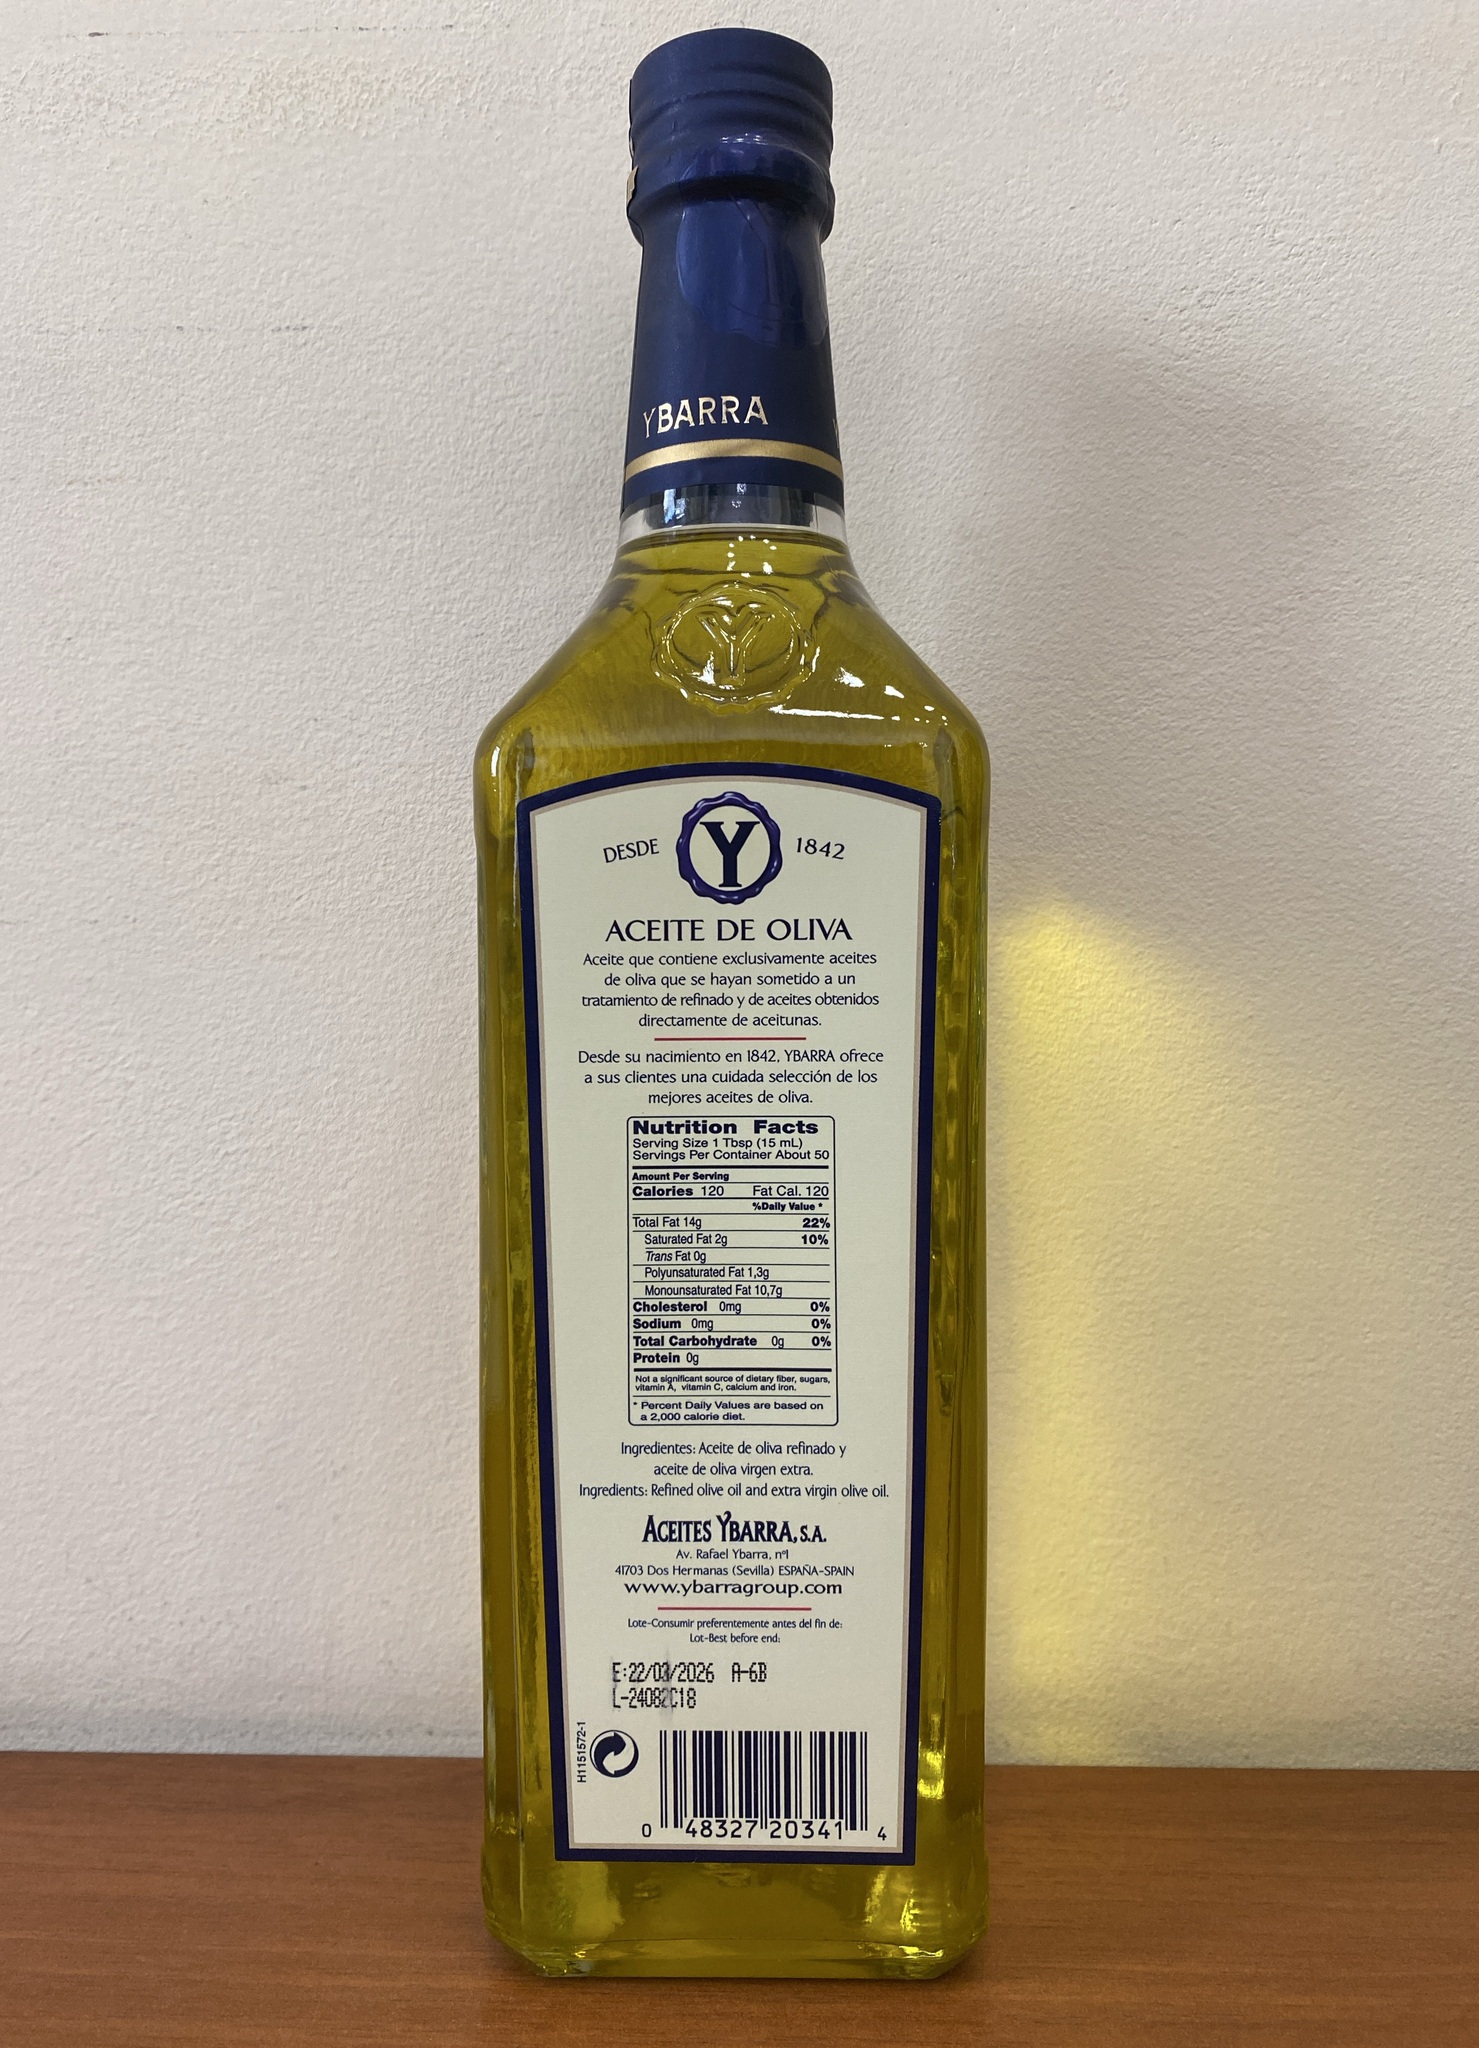 YBARRA
Y
DESDE Y 1842
ACEITE DE OLIVA
Aceite que contiene exclusivamente aceites
de oliva que se hayan sometido a un
tratamiento de refinado y de aceites obtenidos
directamente de aceitunas.
Desde su nacimiento en 1842, YBARRA ofrece
a sus clientes una cuidada selección de los
mejores aceites de oliva.
Nutrition Facts
Serving Size 1 Tbsp (15 mL)
Servings Per Container About 50
Amount Per Serving
Calories 120 Fat Cal. 120
%Daily Value *
Total Fat 14g 22%
Saturated Fat 2g 10%
Trans Fat 0g
Polyunsaturated Fat 1,3g
Monounsaturated Fat 10,7g
Cholesterol 0mg 0%
Sodium 0mg 0%
Total Carbohydrate 0g 0%
Protein 0g
Not a significant source of dietary fiber, sugars,
vitamin A, vitamin C, calcium and iron.
* Percent Daily Values are based on
a 2,000 calorie diet.
Ingredientes: Aceite de oliva refinado y
aceite de oliva virgen extra.
Ingredients: Refined olive oil and extra virgin olive oil.
ACEITES YBARRA, S.A.
Av. Rafael Ybarra, nº1
41703 Dos Hermanas (Sevilla) ESPAÑA-SPAIN
www.ybarragroup.com
Lote-Consumir preferentemente antes del fin de:
Lot-Best before end:
E:22/03/2026 A-6B
L-24082C18
H1151572-1
0 48327 20341 4